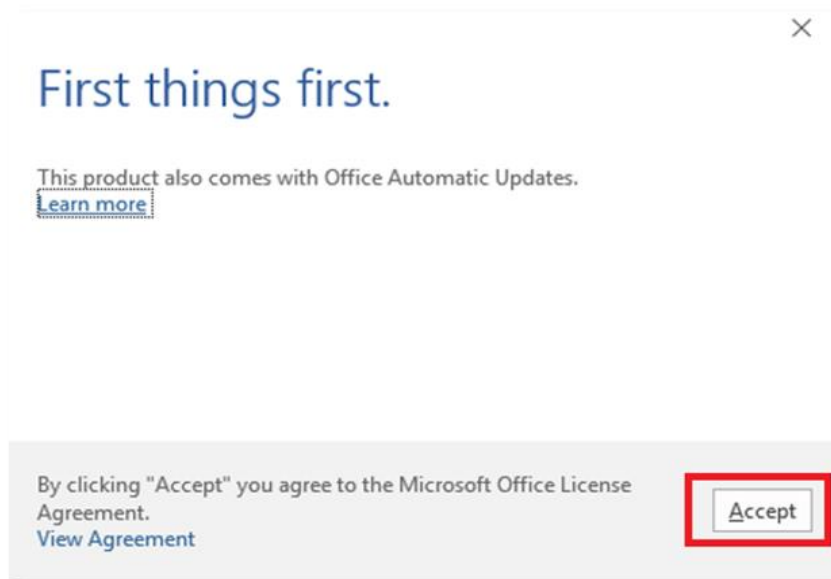 First things first.
This product also comes with Office Automatic Updates.
Learn more
By clicking "Accept" you agree to the Microsoft Office License
Agreement.
View Agreement
Accept